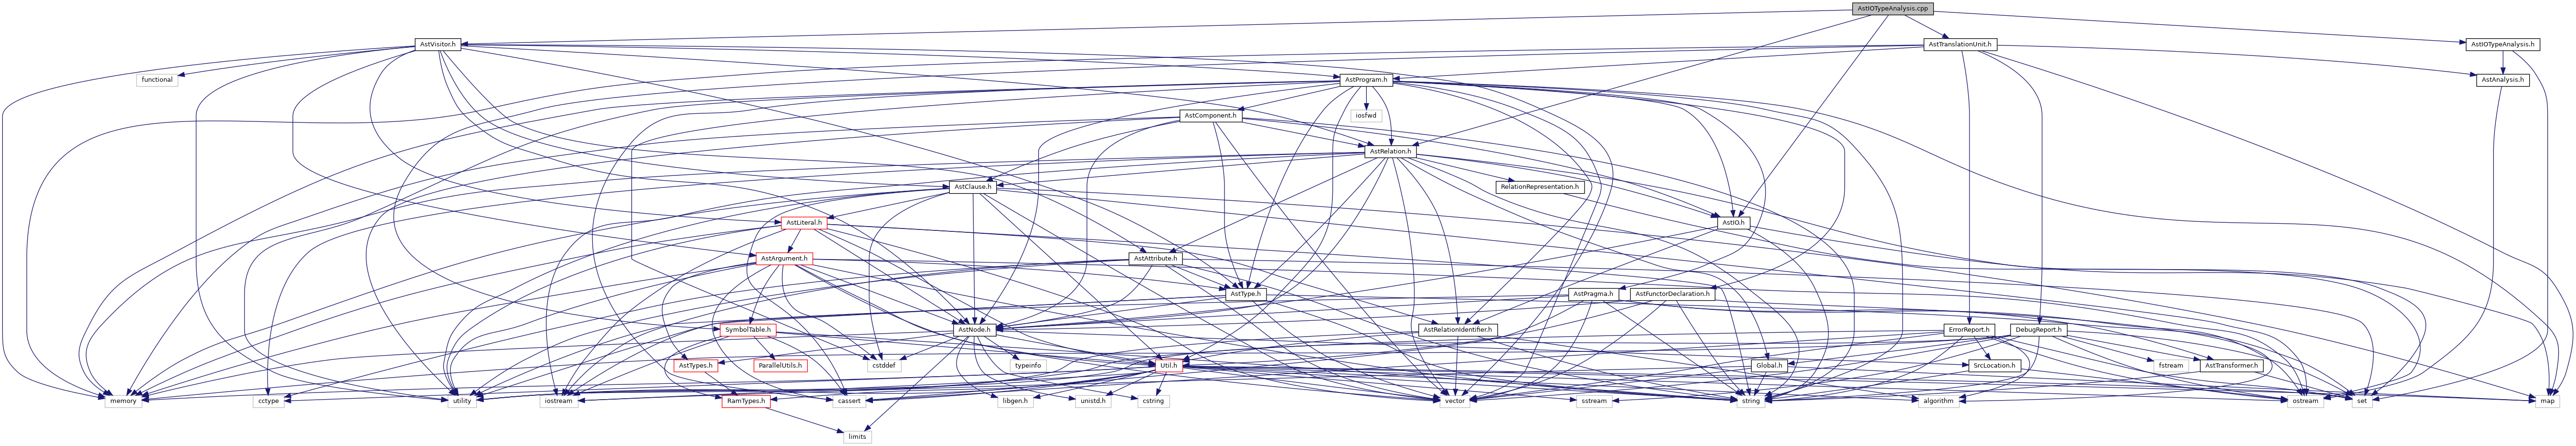 AstIOTypeAnalysis.cpp
AstVisitor.h
AstTranslationUnit.h
AstIOTypeAnalysis.h
functional
AstProgram.h
AstAnalysis.h
AstComponent.h
iosfwd
AstRelation.h
AstClause.h
RelationRepresentation.h
AstLiteral.h
AstIO.h
AstArgument.h
AstAttribute.h
AstType.h
AstPragma.h
AstFunctorDeclaration.h
SymbolTable.h
AstNode.h
AstRelationIdentifier.h
ErrorReport.h
DebugReport.h
AstTypes.h
ParallelUtils.h
cstddef
typeinfo
Util.h
Global.h
SrcLocation.h
fstream
AstTransformer.h
memory
cctype
utility
iostream
RamTypes.h
cassert
libgen.h
unistd.h
cstring
vector
sstream
string
algorithm
ostream
set
map
limits